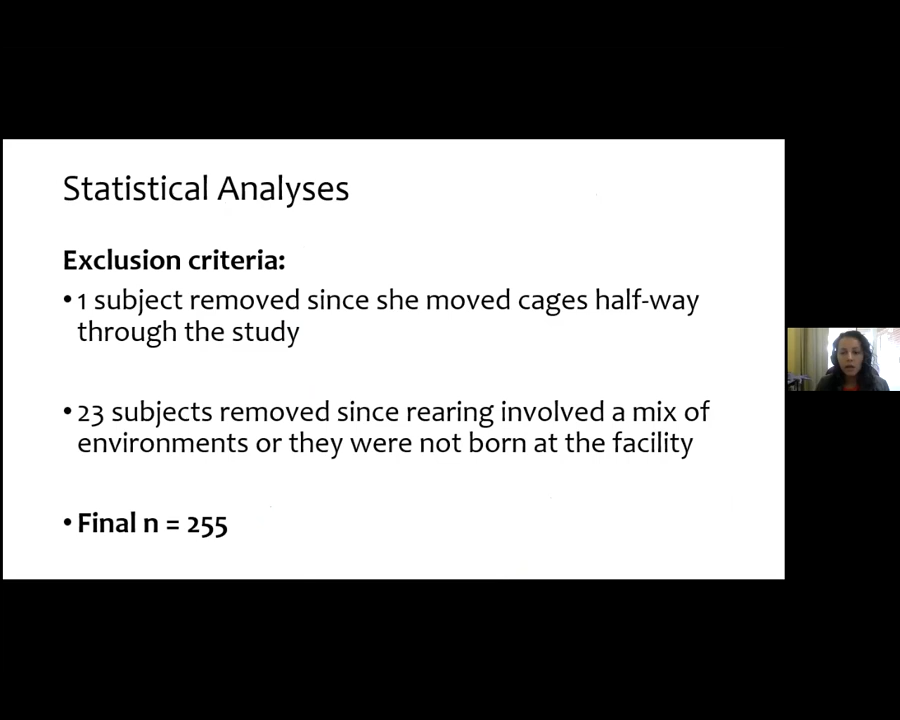 Statistical Analyses
Exclusion criteria:
• 1 subject removed since she moved cages half-way
through the study
• 23 subjects removed since rearing involved a mix of
environments or they were not born at the facility
• Final n = 255